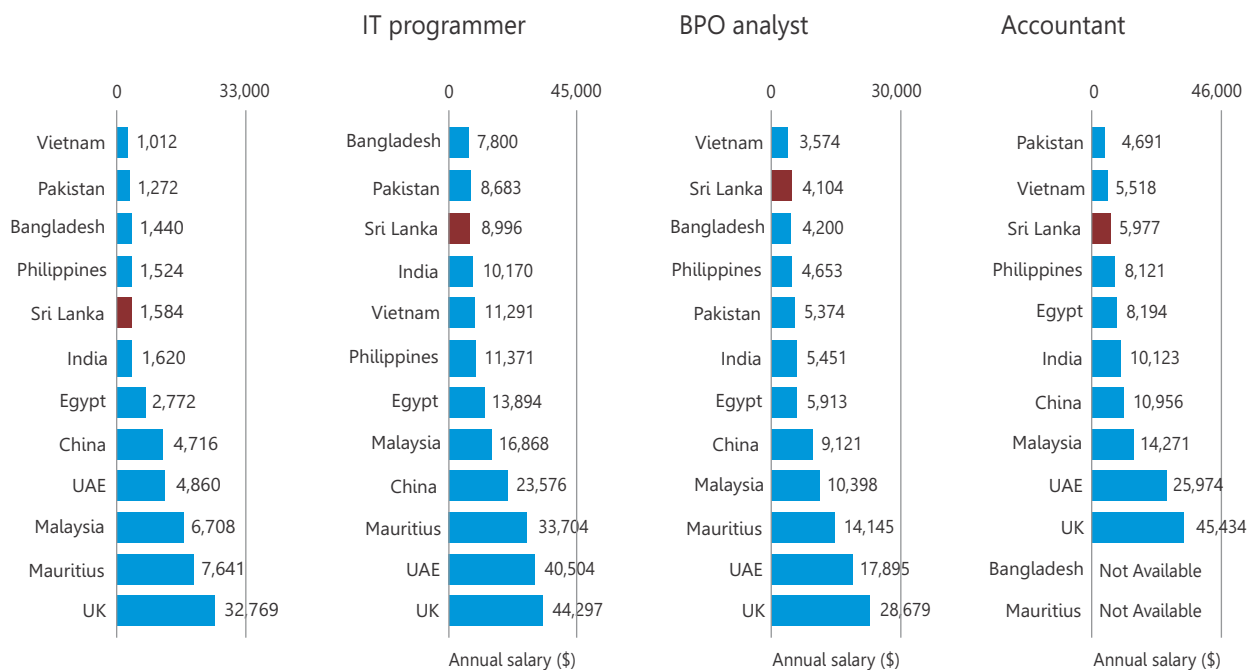 IT programmer
BPO analyst
Accountant
0 33,000
Vietnam 1,012
Pakistan 1,272
Bangladesh 1,440
Philippines 1,524
Sri Lanka 1,584
India 1,620
Egypt 2,772
China 4,716
UAE 4,860
Malaysia 6,708
Mauritius 7,641
UK 32,769
0 45,000
Bangladesh 7,800
Pakistan 8,683
Sri Lanka 8,996
India 10,170
Vietnam 11,291
Philippines 11,371
Egypt 13,894
Malaysia 16,868
China 23,576
Mauritius 33,704
UAE 40,504
UK 44,297
Annual salary ($)
0 30,000
Vietnam 3,574
Sri Lanka 4,104
Bangladesh 4,200
Philippines 4,653
Pakistan 5,374
India 5,451
Egypt 5,913
China 9,121
Malaysia 10,398
Mauritius 14,145
UAE 17,895
UK 28,679
Annual salary ($)
0 46,000
Pakistan 4,691
Vietnam 5,518
Sri Lanka 5,977
Philippines 8,121
Egypt 8,194
India 10,123
China 10,956
Malaysia 14,271
UAE 25,974
UK 45,434
Bangladesh Not Available
Mauritius Not Available
Annual salary ($)